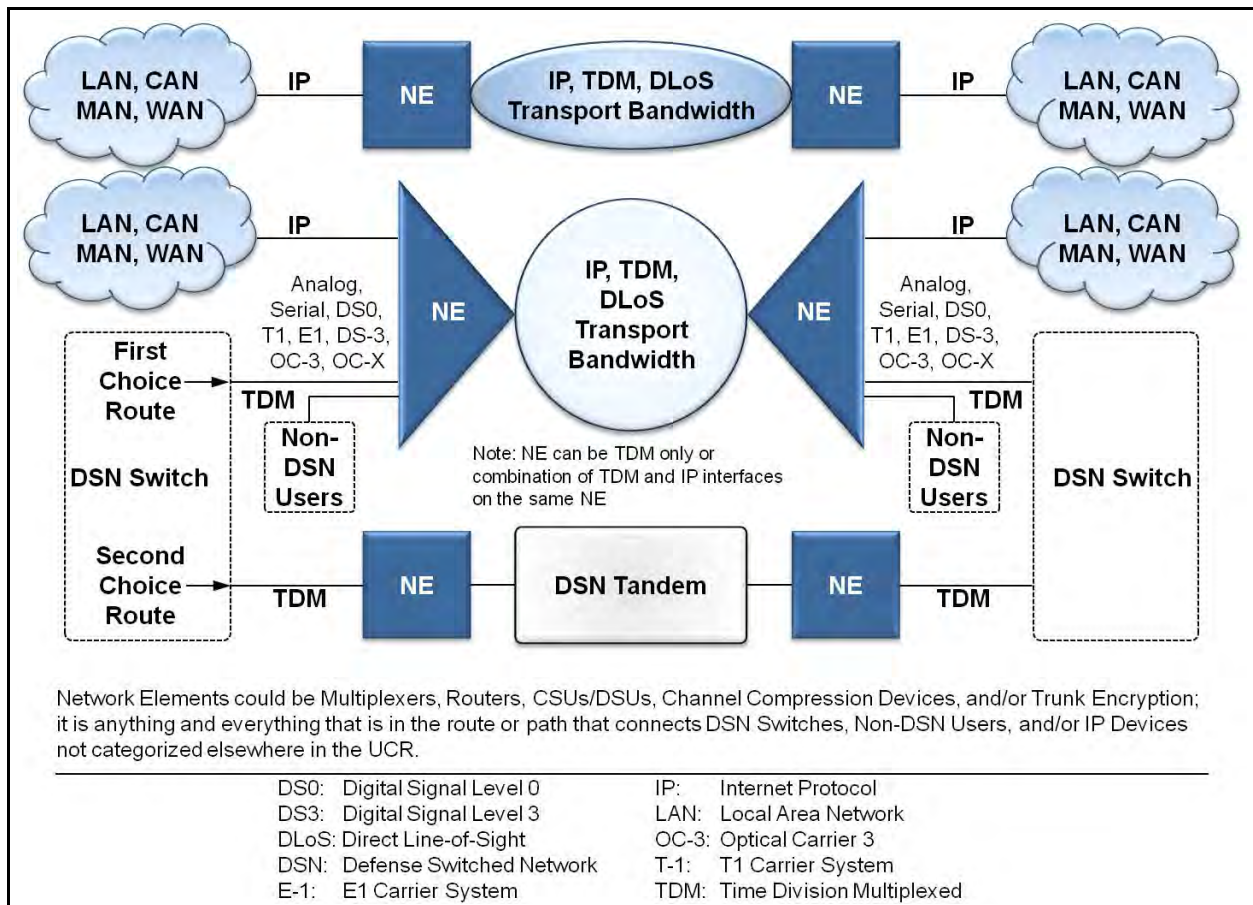 LAN, CAN
MAN, WAN
IP
NE
IP, TDM, DLoS
Transport Bandwidth
NE
IP
LAN, CAN
MAN, WAN
LAN, CAN
MAN, WAN
IP
Analog,
Serial, DS0,
T1, E1, DS-3,
OC-3, OC-X
NE
IP, TDM,
DLoS
Transport
Bandwidth
NE
IP
LAN, CAN
MAN, WAN
Analog,
Serial, DS0,
T1, E1, DS-3,
OC-3, OC-X
First
Choice
Route
TDM
Non-
DSN
Users
DSN Switch
Note: NE can be TDM only or
combination of TDM and IP interfaces
on the same NE
TDM
Non-
DSN
Users
DSN Switch
Second
Choice
Route
TDM
NE
DSN Tandem
NE
TDM
Network Elements could be Multiplexers, Routers, CSUs/DSUs, Channel Compression Devices, and/or Trunk Encryption;
it is anything and everything that is in the route or path that connects DSN Switches, Non-DSN Users, and/or IP Devices
not categorized elsewhere in the UCR.
DS0: Digital Signal Level 0
DS3: Digital Signal Level 3
DLoS: Direct Line-of-Sight
DSN: Defense Switched Network
E-1: E1 Carrier System
IP: Internet Protocol
LAN: Local Area Network
OC-3: Optical Carrier 3
T-1: T1 Carrier System
TDM: Time Division Multiplexed